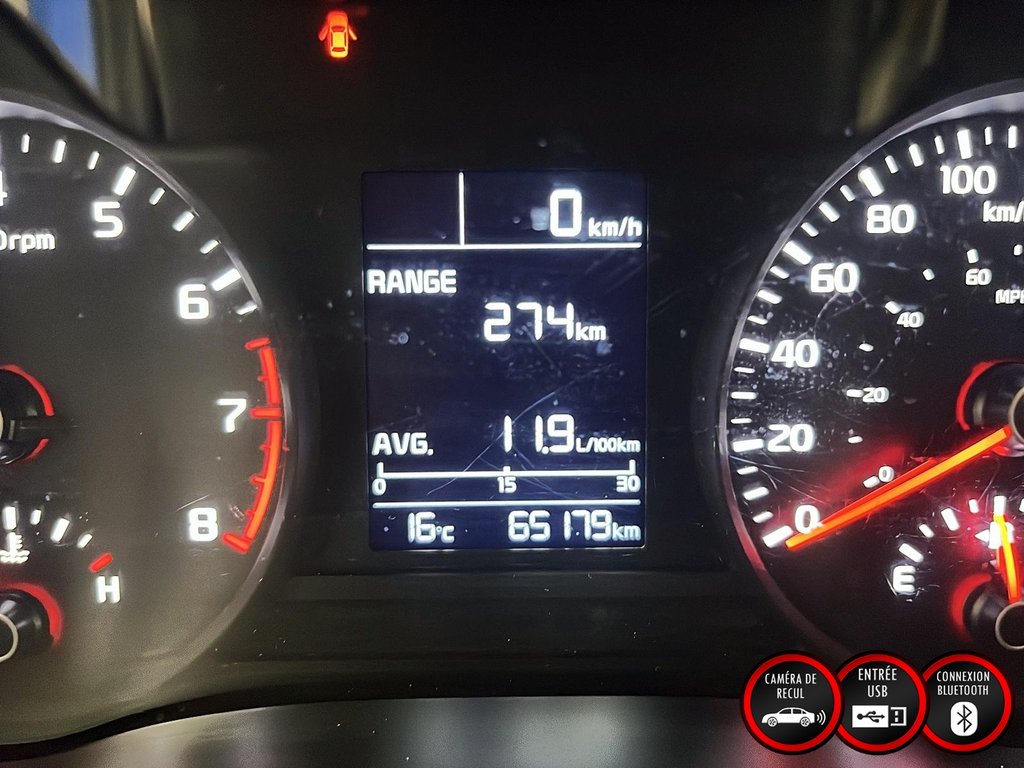 0 km/h
RANGE
274 km
AVG. 11.9 L/100km
0 15 30
16°C 65179 km
5
6
7
8
rpm
H
100
80
60
40
20
0
km/
60
40
20
0
E
CAMÉRA DE
RECUL
ENTRÉE
USB
CONNEXION
BLUETOOTH